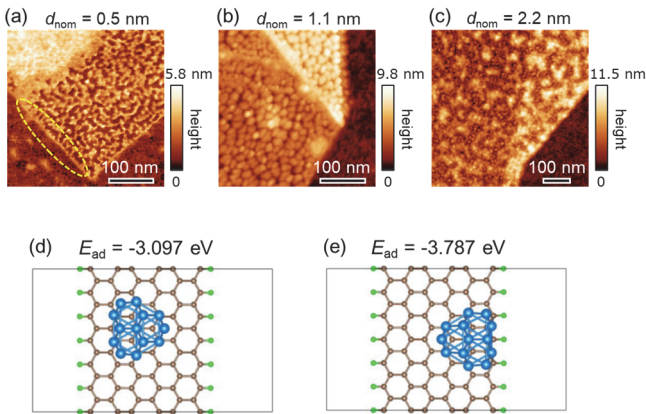 (a) dnom = 0.5 nm
5.8 nm
height
0
100 nm
(b) dnom = 1.1 nm
9.8 nm
height
0
100 nm
(c) dnom = 2.2 nm
11.5 nm
height
0
100 nm
(d) Ead = -3.097 eV
(e) Ead = -3.787 eV